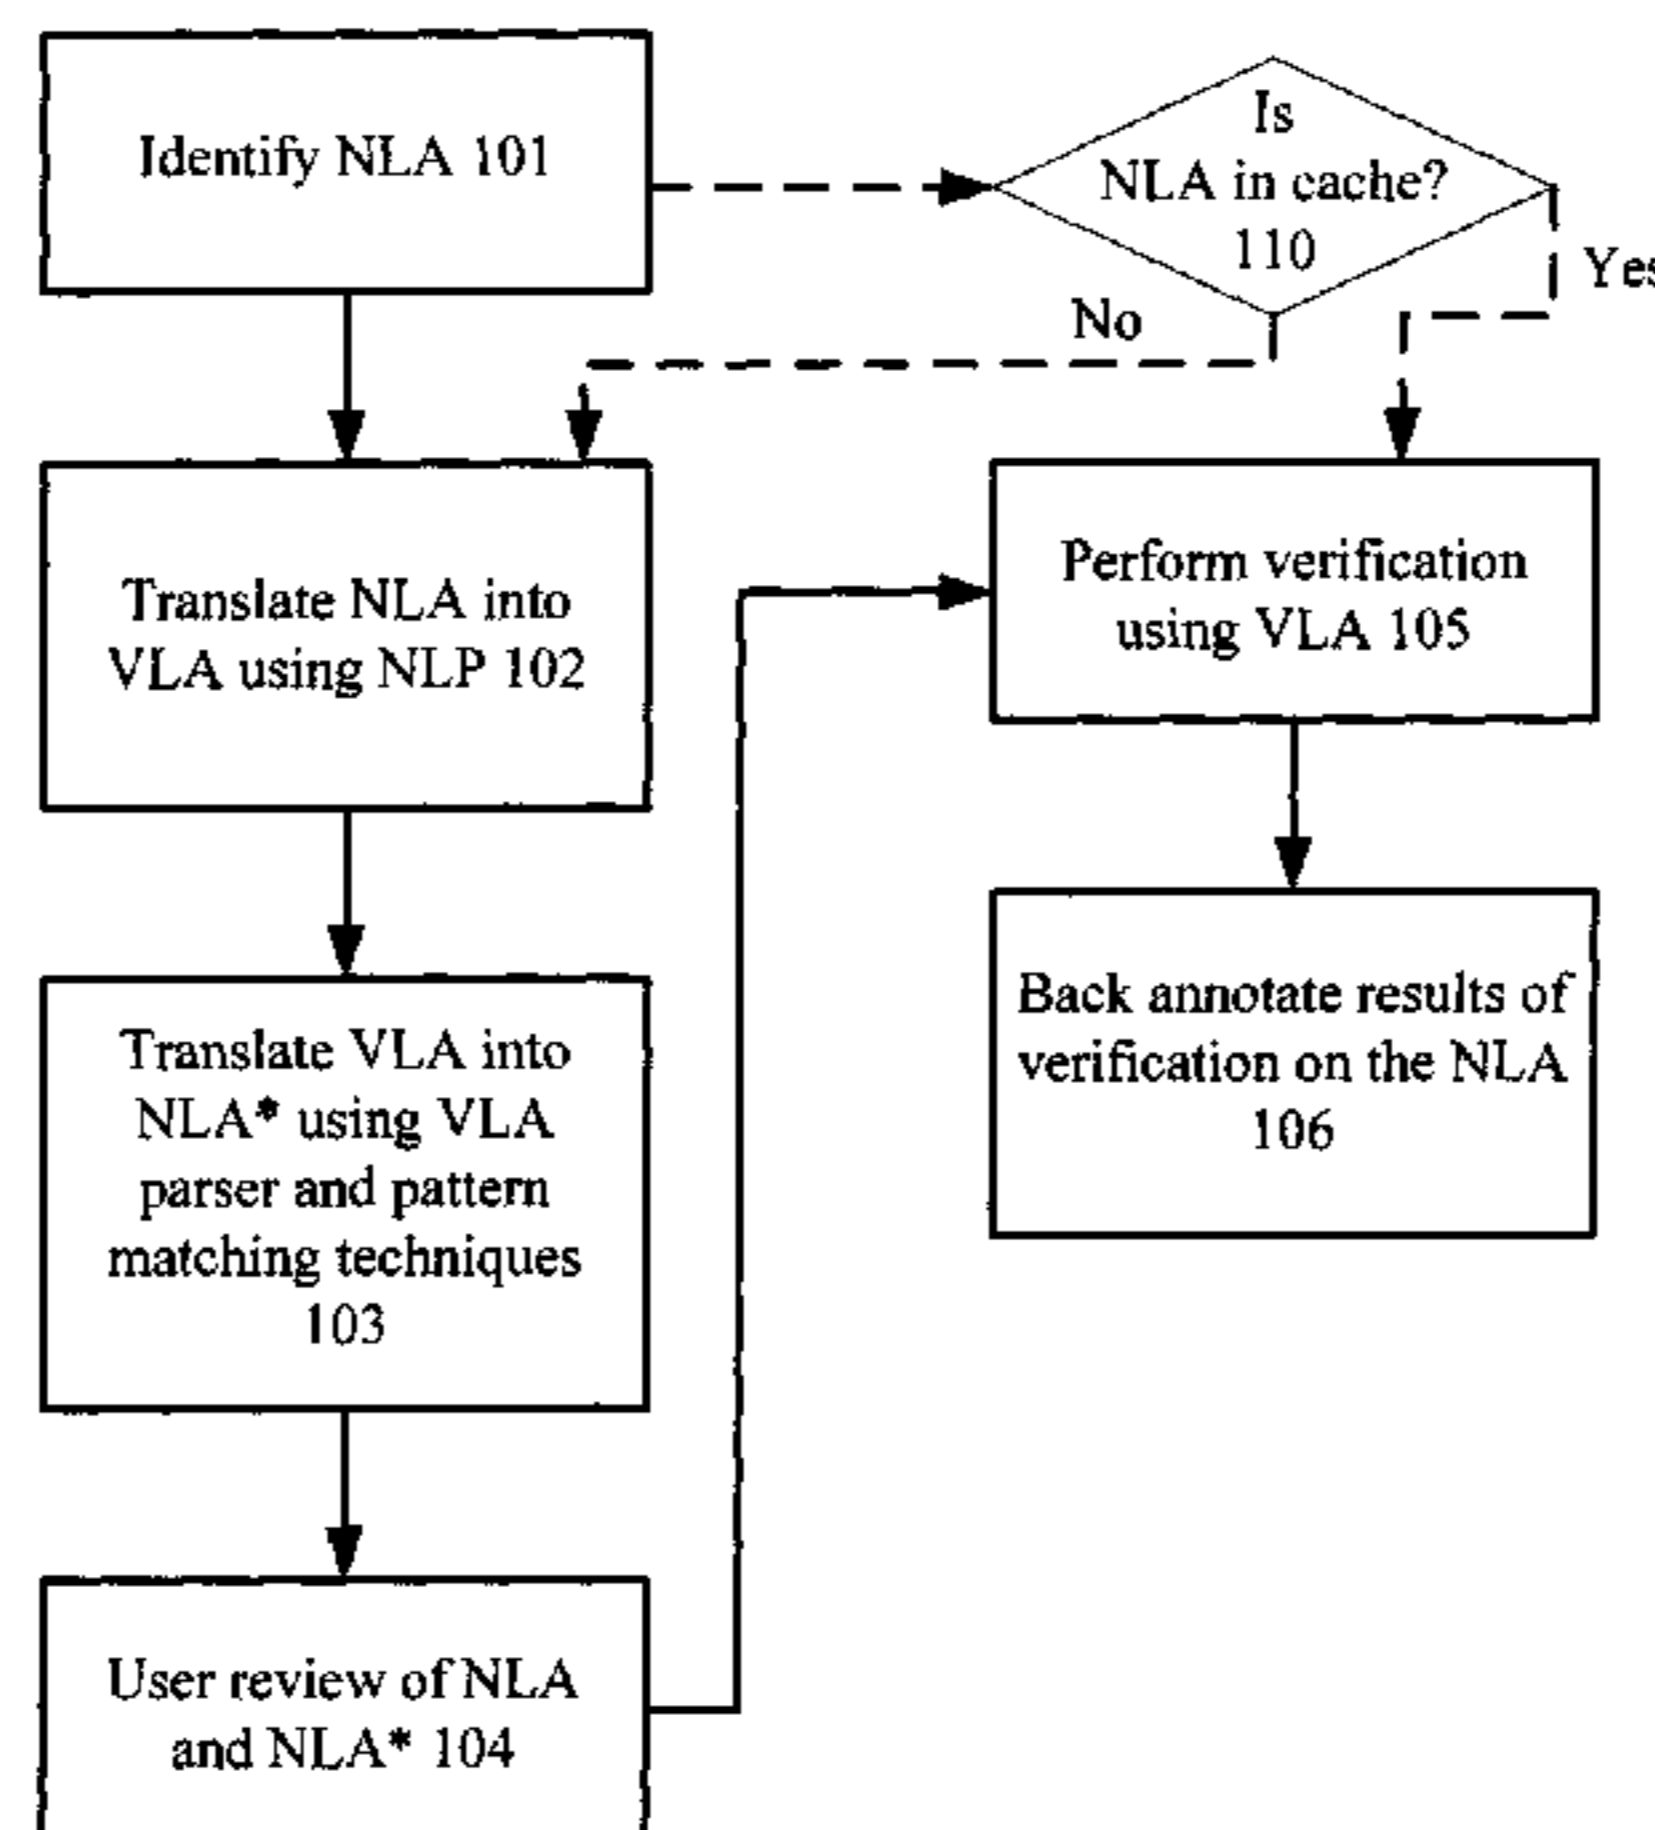 Identify NLA 101
Is
NLA in cache?
110
Yes
No
Translate NLA into
VLA using NLP 102
Perform verification
using VLA 105
Translate VLA into
NLA* using VLA
parser and pattern
matching techniques
103
Back annotate results of
verification on the NLA
106
User review of NLA
and NLA* 104